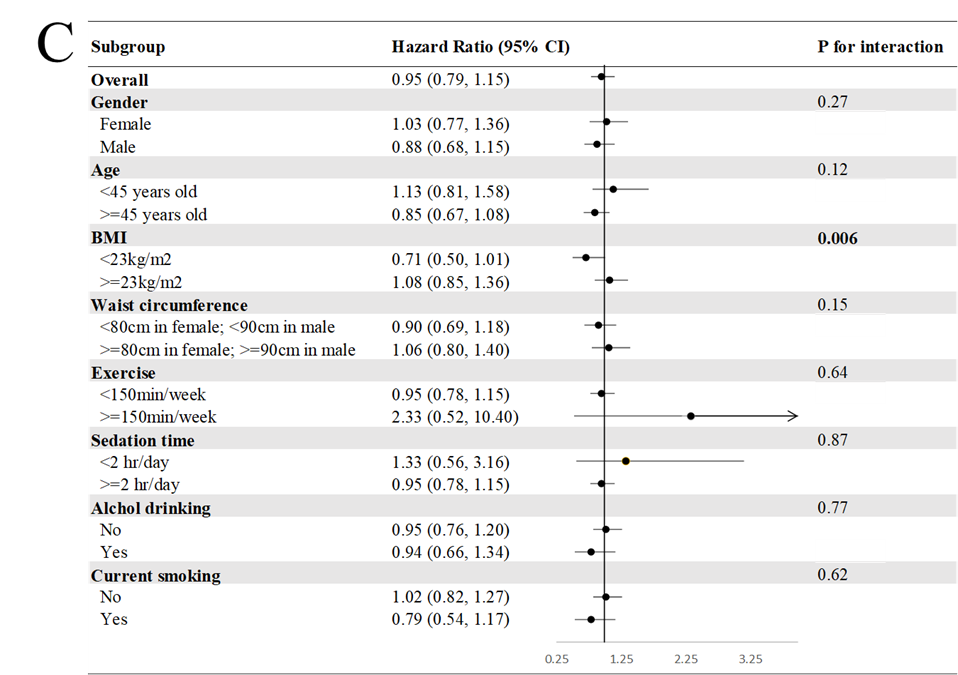 C
Subgroup Hazard Ratio (95% CI) P for interaction
Overall 0.95 (0.79, 1.15)
Gender 0.27
Female 1.03 (0.77, 1.36)
Male 0.88 (0.68, 1.15)
Age 0.12
<45 years old 1.13 (0.81, 1.58)
>=45 years old 0.85 (0.67, 1.08)
BMI 0.006
<23kg/m2 0.71 (0.50, 1.01)
>=23kg/m2 1.08 (0.85, 1.36)
Waist circumference 0.15
<80cm in female; <90cm in male 0.90 (0.69, 1.18)
>=80cm in female; >=90cm in male 1.06 (0.80, 1.40)
Exercise 0.64
<150min/week 0.95 (0.78, 1.15)
>=150min/week 2.33 (0.52, 10.40)
Sedation time 0.87
<2 hr/day 1.33 (0.56, 3.16)
>=2 hr/day 0.95 (0.78, 1.15)
Alchol drinking 0.77
No 0.95 (0.76, 1.20)
Yes 0.94 (0.66, 1.34)
Current smoking 0.62
No 1.02 (0.82, 1.27)
Yes 0.79 (0.54, 1.17)
0.25 1.25 2.25 3.25